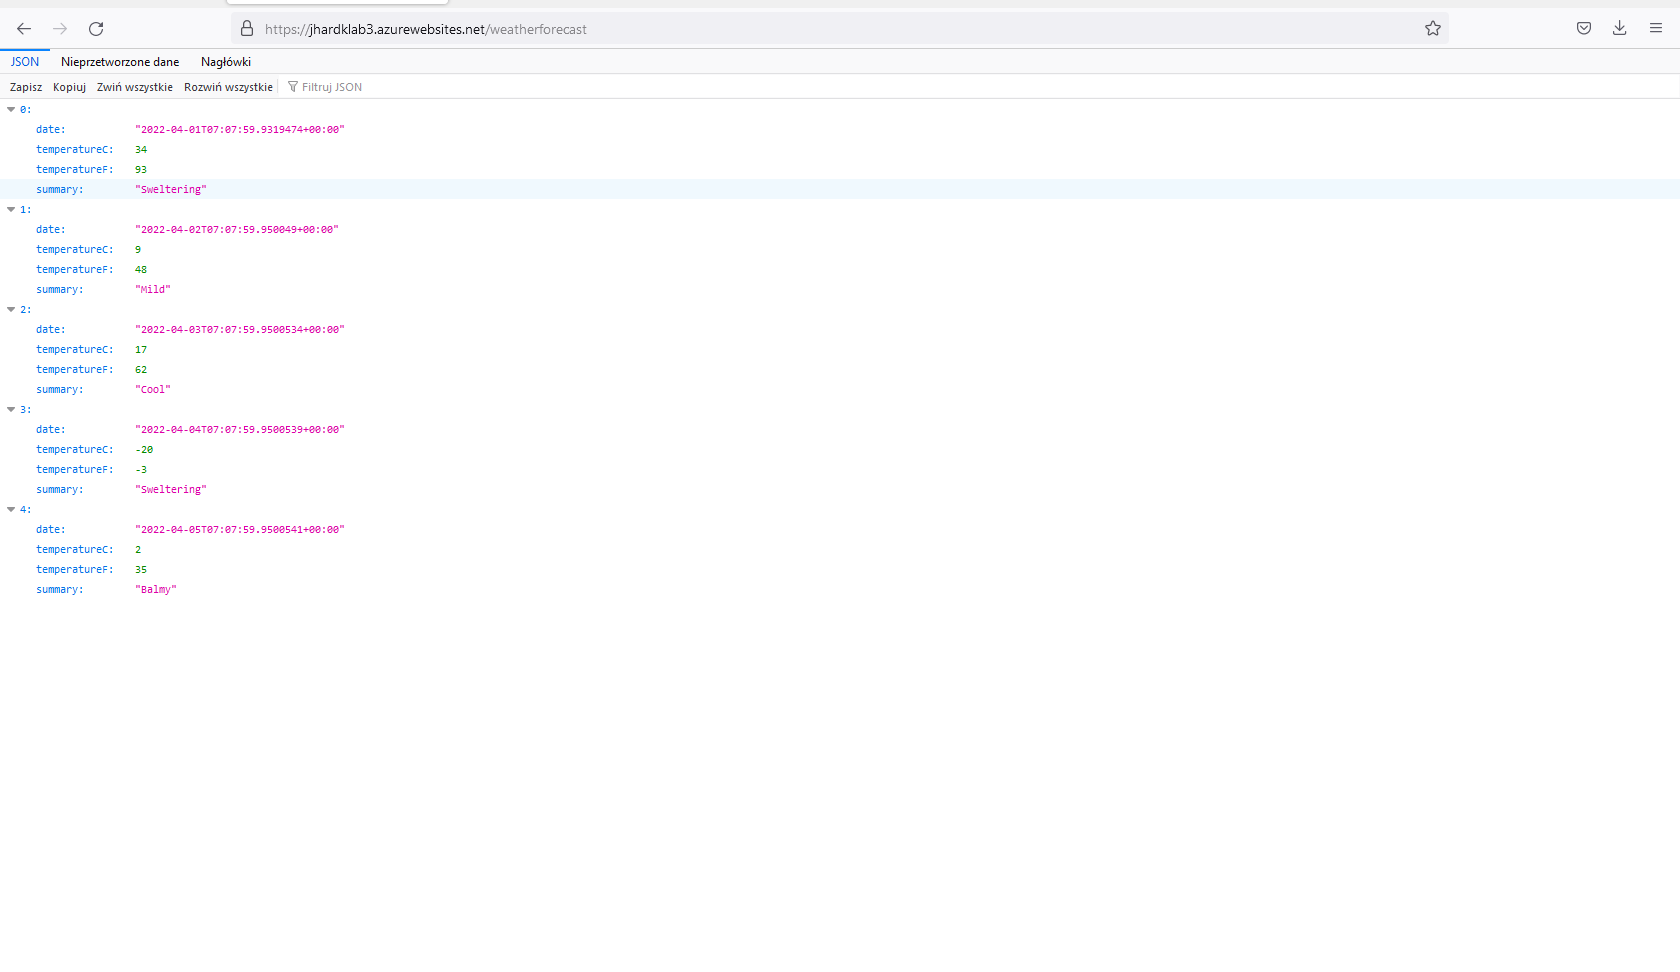 https://jhardklab3.azurewebsites.net/weatherforecast
JSON Nieprzetworzone dane Nagłówki
Zapisz Kopiuj Zwiń wszystkie Rozwiń wszystkie Filtruj JSON
0:
date: "2022-04-01T07:07:59.9319474+00:00"
temperatureC: 34
temperatureF: 93
summary: "Sweltering"
1:
date: "2022-04-02T07:07:59.950049+00:00"
temperatureC: 9
temperatureF: 48
summary: "Mild"
2:
date: "2022-04-03T07:07:59.9500534+00:00"
temperatureC: 17
temperatureF: 62
summary: "Cool"
3:
date: "2022-04-04T07:07:59.9500539+00:00"
temperatureC: -20
temperatureF: -3
summary: "Sweltering"
4:
date: "2022-04-05T07:07:59.9500541+00:00"
temperatureC: 2
temperatureF: 35
summary: "Balmy"